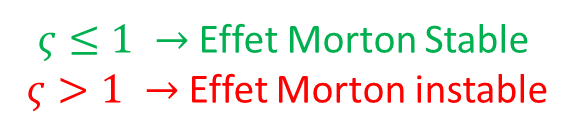 ς ≤ 1 → Effet Morton Stable
ς > 1 → Effet Morton instable